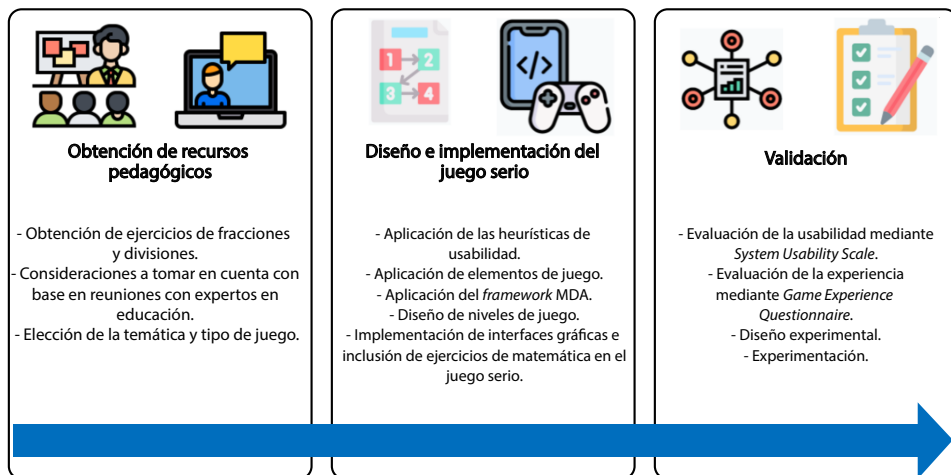 Obtención de recursos
pedagógicos
- Obtención de ejercicios de fracciones
y divisiones.
- Consideraciones a tomar en cuenta con
base en reuniones con expertos en
educación.
- Elección de la temática y tipo de juego.
1 2
3 4
</>
Diseño e implementación del
juego serio
- Aplicación de las heurísticas de
usabilidad.
- Aplicación de elementos de juego.
- Aplicación del framework MDA.
- Diseño de niveles de juego.
- Implementación de interfaces gráficas e
inclusión de ejercicios de matemática en el
juego serio.
Validación
- Evaluación de la usabilidad mediante
System Usability Scale.
- Evaluación de la experiencia
mediante Game Experience
Questionnaire.
- Diseño experimental.
- Experimentación.